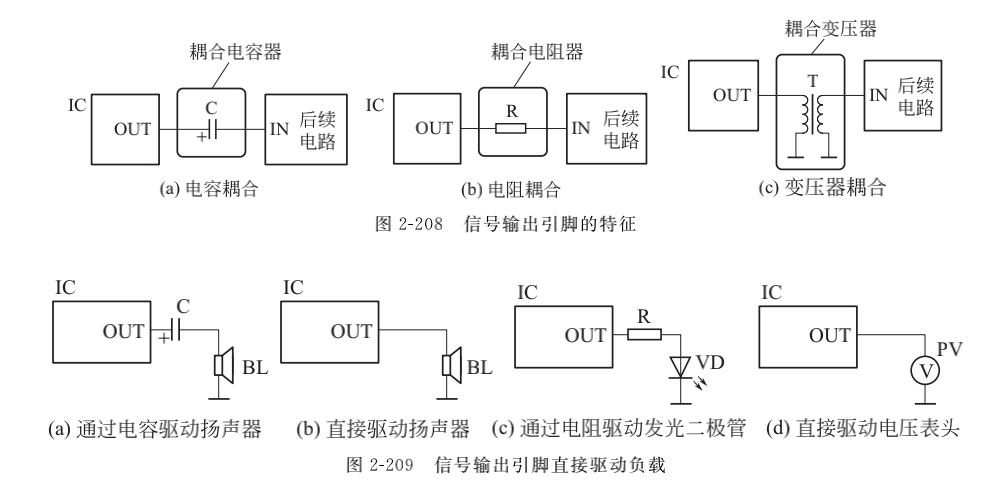 耦合电容器
IC
OUT
C
+
IN
后续
电路
(a) 电容耦合
耦合电阻器
IC
OUT
R
IN
后续
电路
(b) 电阻耦合
耦合变压器
IC
OUT
T
IN
后续
电路
(c) 变压器耦合
图 2-208 信号输出引脚的特征
IC
OUT
+
C
BL
(a) 通过电容驱动扬声器
IC
OUT
BL
(b) 直接驱动扬声器
IC
OUT
R
VD
(c) 通过电阻驱动发光二极管
IC
OUT
PV
V
(d) 直接驱动电压表头
图 2-209 信号输出引脚直接驱动负载